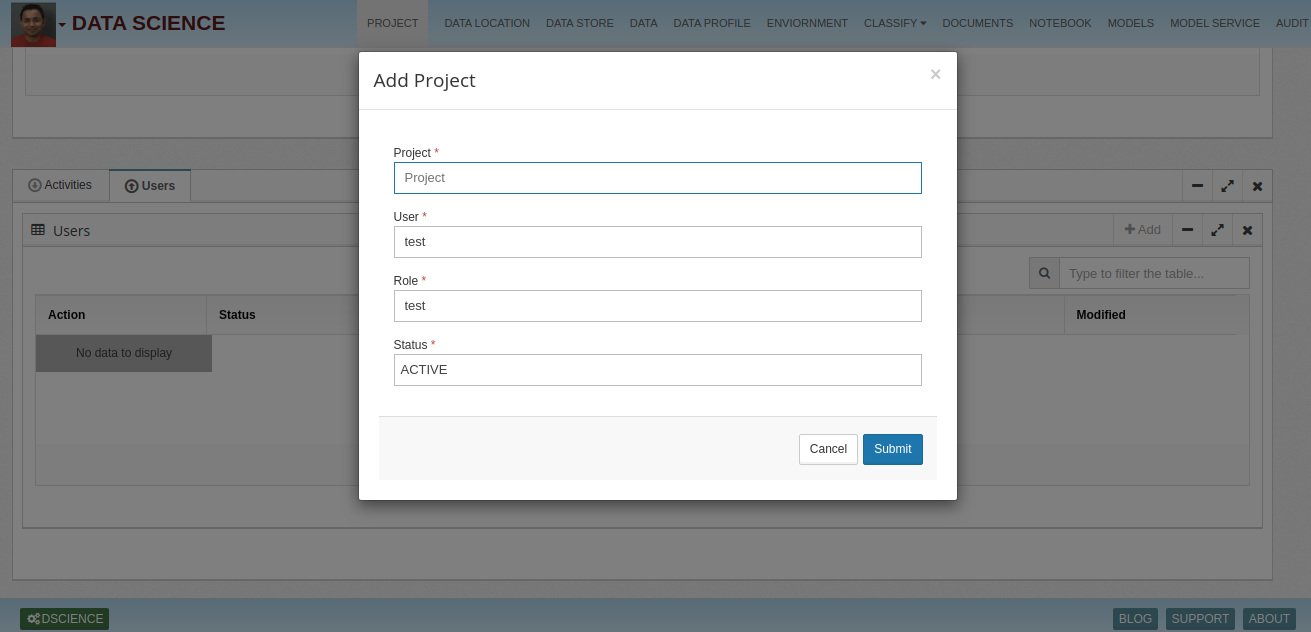 DATA SCIENCE
PROJECT DATA LOCATION DATA STORE DATA DATA PROFILE ENVIORNMENT CLASSIFY DOCUMENTS NOTEBOOK MODELS MODEL SERVICE AUDIT
Add Project ×
Project *
Project
User *
test
Role *
test
Status *
ACTIVE
Cancel Submit
Activities Users
Users
Add
Type to filter the table...
Action Status Modified
No data to display
DSCIENCE BLOG SUPPORT ABOUT